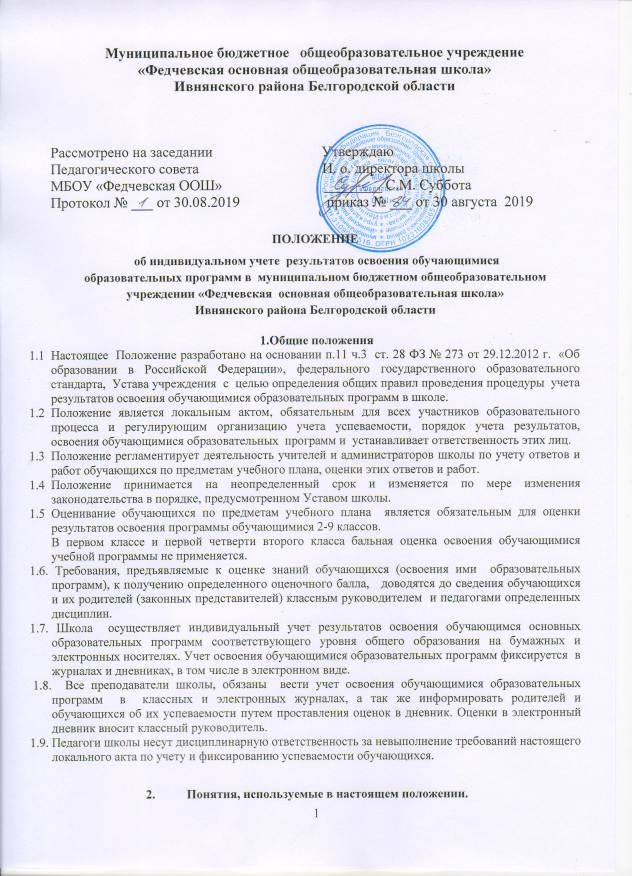 Муниципальное бюджетное общеобразовательное учреждение
«Федчевская основная общеобразовательная школа»
Ивнянского района Белгородской области
Рассмотрено на заседании
Педагогического совета
МБОУ «Федчевская ООШ»
Протокол № 1 от 30.08.2019
Утверждаю
И. о. директора школы
С.М. Суббота
приказ № 84 от 30 августа 2019
ПОЛОЖЕНИЕ
об индивидуальном учете результатов освоения обучающимися
образовательных программ в муниципальном бюджетном общеобразовательном
учреждении «Федчевская основная общеобразовательная школа»
Ивнянского района Белгородской области
1.Общие положения
1.1 Настоящее Положение разработано на основании п.11 ч.3 ст. 28 ФЗ № 273 от 29.12.2012 г. «Об
образовании в Российской Федерации», федерального государственного образовательного
стандарта, Устава учреждения с целью определения общих правил проведения процедуры учета
результатов освоения обучающимися образовательных программ в школе.
1.2 Положение является локальным актом, обязательным для всех участников образовательного
процесса и регулирующим организацию учета успеваемости, порядок учета результатов,
освоения обучающимися образовательных программ и устанавливает ответственность этих лиц.
1.3 Положение регламентирует деятельность учителей и администраторов школы по учету ответов и
работ обучающихся по предметам учебного плана, оценки этих ответов и работ.
1.4 Положение принимается на неопределенный срок и изменяется по мере изменения
законодательства в порядке, предусмотренном Уставом школы.
1.5 Оценивание обучающихся по предметам учебного плана является обязательным для оценки
результатов освоения программы обучающимися 2-9 классов.
В первом классе и первой четверти второго класса бальная оценка освоения обучающимися
учебной программы не применяется.
1.6. Требования, предъявляемые к оценке знаний обучающихся (освоения ими образовательных
программ), к получению определенного оценочного балла, доводятся до сведения обучающихся
и их родителей (законных представителей) классным руководителем и педагогами определенных
дисциплин.
1.7. Школа осуществляет индивидуальный учет результатов освоения обучающимся основных
образовательных программ соответствующего уровня общего образования на бумажных и
электронных носителях. Учет освоения обучающимися образовательных программ фиксируется в
журналах и дневниках, в том числе в электронном виде.
1.8. Все преподаватели школы, обязаны вести учет освоения обучающимися образовательных
программ в классных и электронных журналах, а так же информировать родителей и
обучающихся об их успеваемости путем проставления оценок в дневник. Оценки в электронный
дневник вносит классный руководитель.
1.9. Педагоги школы несут дисциплинарную ответственность за невыполнение требований настоящего
локального акта по учету и фиксированию успеваемости обучающихся.
2. Понятия, используемые в настоящем положении.
1